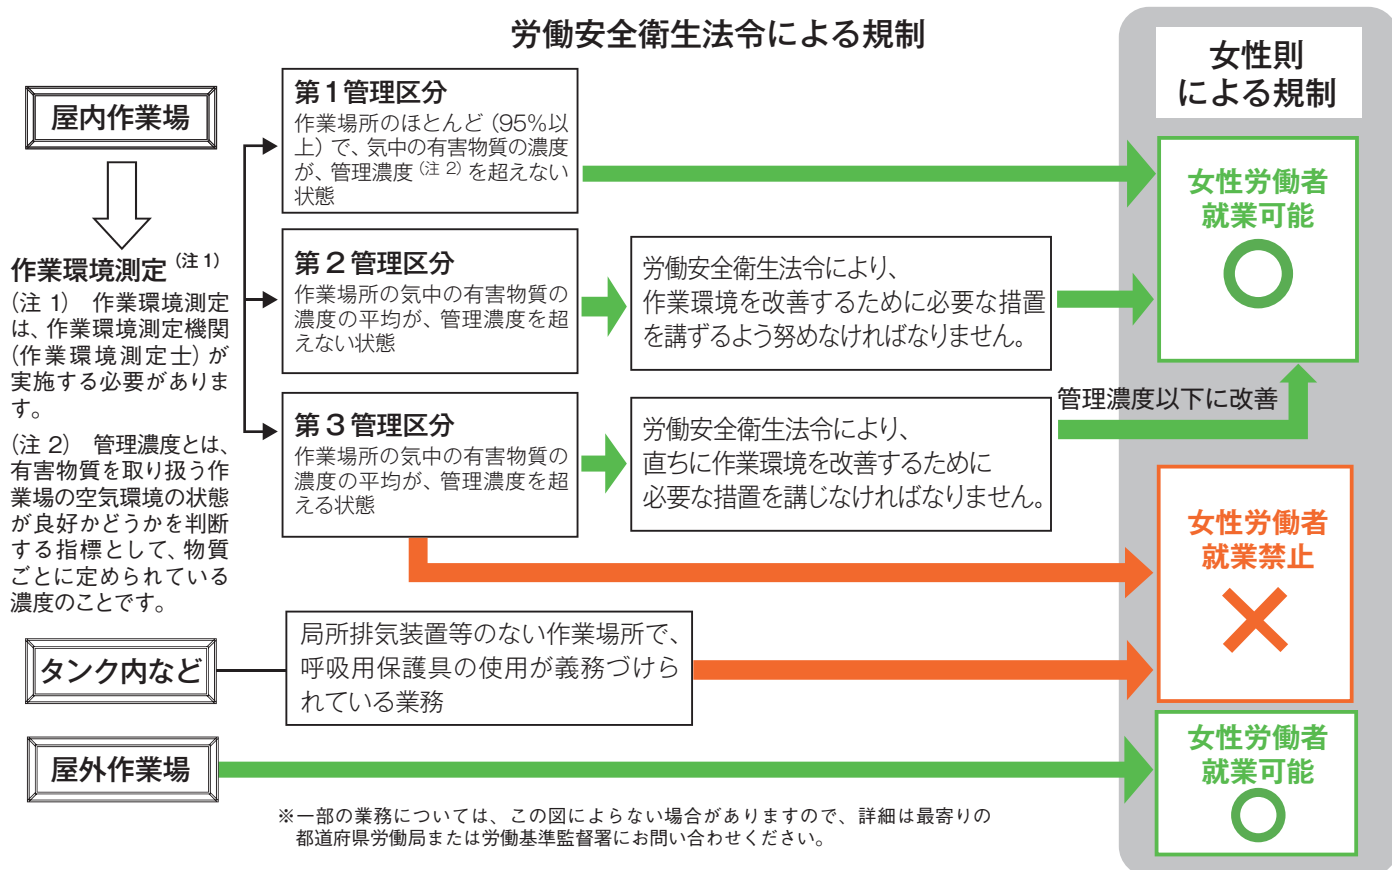 労働安全衛生法令による規制
女性則
による規制
屋内作業場
作業環境測定(注1)
(注 1) 作業環境測定
は、作業環境測定機関
(作業環境測定士)が
実施する必要がありま
す。
(注 2) 管理濃度とは、
有害物質を取り扱う作
業場の空気環境の状態
が良好かどうかを判断
する指標として、物質
ごとに定められている
濃度のことです。
第1管理区分
作業場所のほとんど(95%以
上)で、気中の有害物質の濃度
が、管理濃度(注 2)を超えない
状態
第2管理区分
作業場所の気中の有害物質の
濃度の平均が、管理濃度を超
えない状態
労働安全衛生法令により、
作業環境を改善するために必要な措置
を講ずるよう努めなければなりません。
第3管理区分
作業場所の気中の有害物質の
濃度の平均が、管理濃度を超
える状態
労働安全衛生法令により、
直ちに作業環境を改善するために
必要な措置を講じなければなりません。
管理濃度以下に改善
女性労働者
就業可能
女性労働者
就業禁止
タンク内など
局所排気装置等のない作業場所で、
呼吸用保護具の使用が義務づけら
れている業務
屋外作業場
女性労働者
就業可能
※一部の業務については、この図によらない場合がありますので、詳細は最寄りの
都道府県労働局または労働基準監督署にお問い合わせください。